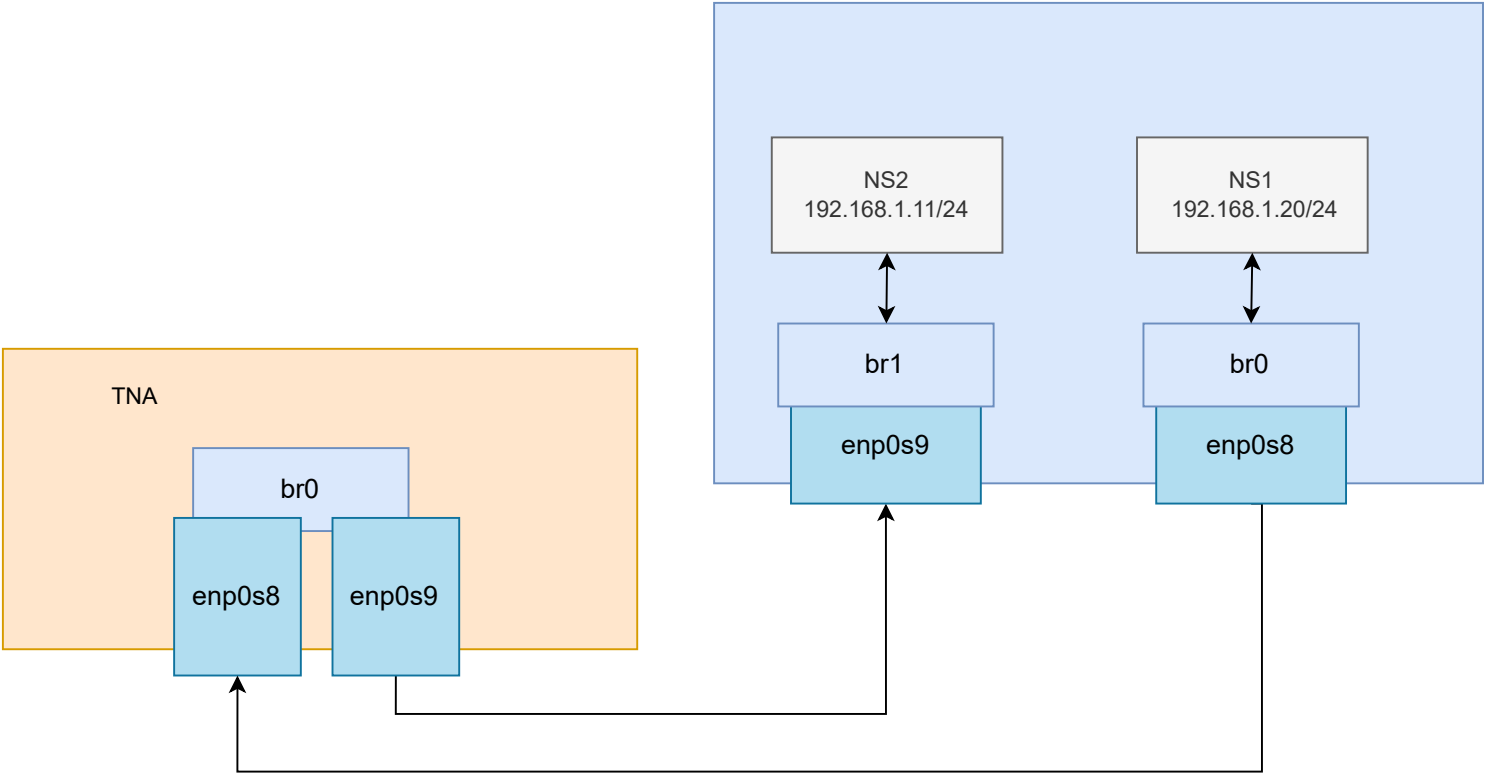 NS2
192.168.1.11/24
NS1
192.168.1.20/24
br1
br0
TNA
enp0s9
enp0s8
br0
enp0s8
enp0s9